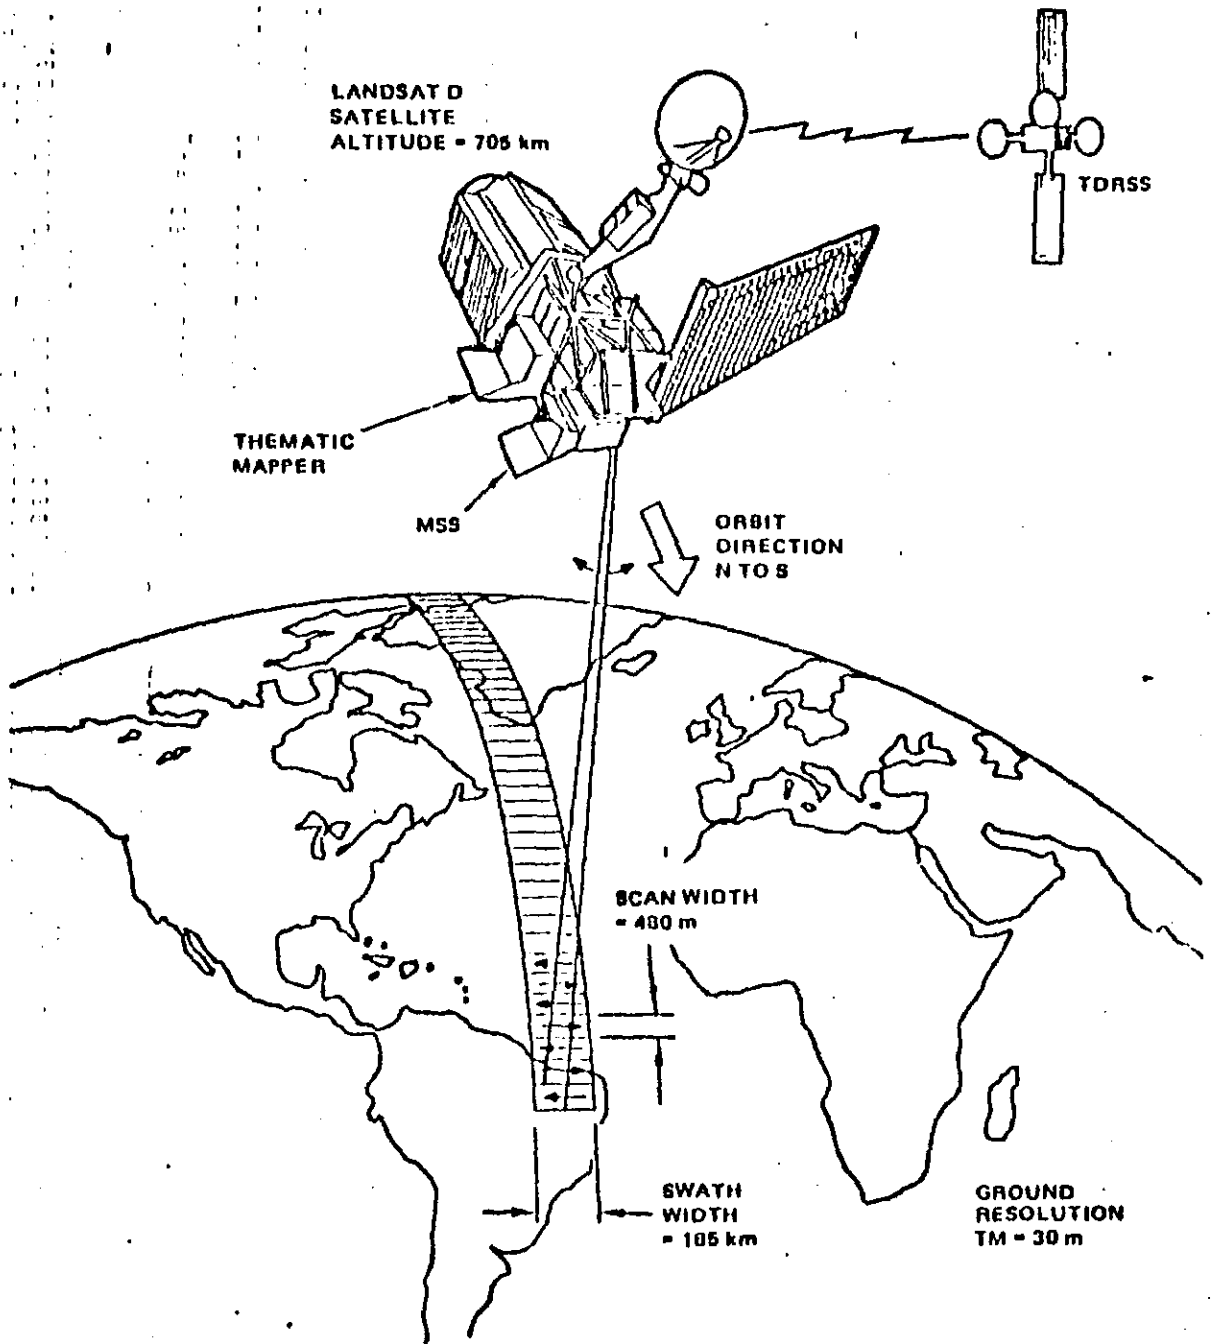 LANDSAT D
SATELLITE
ALTITUDE = 705 km
TDRSS
THEMATIC
MAPPER
MSS
ORBIT
DIRECTION
N TO S
SCAN WIDTH
= 480 m
SWATH
WIDTH
= 185 km
GROUND
RESOLUTION
TM = 30 m